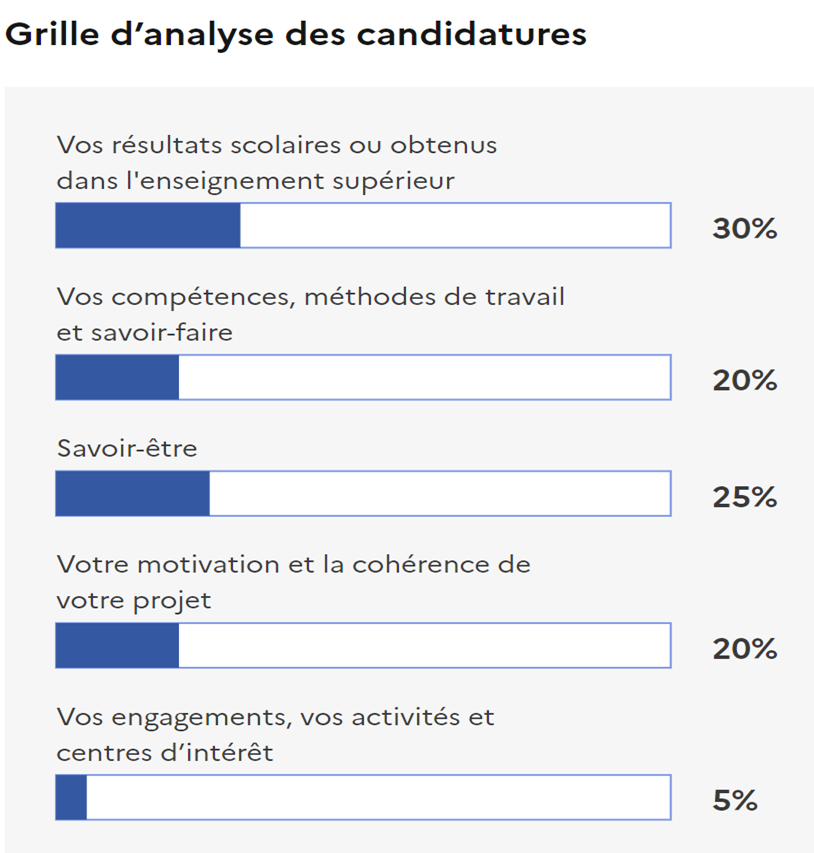 Grille d’analyse des candidatures
Vos résultats scolaires ou obtenus
dans l'enseignement supérieur
30%
Vos compétences, méthodes de travail
et savoir-faire
20%
Savoir-être
25%
Votre motivation et la cohérence de
votre projet
20%
Vos engagements, vos activités et
centres d’intérêt
5%